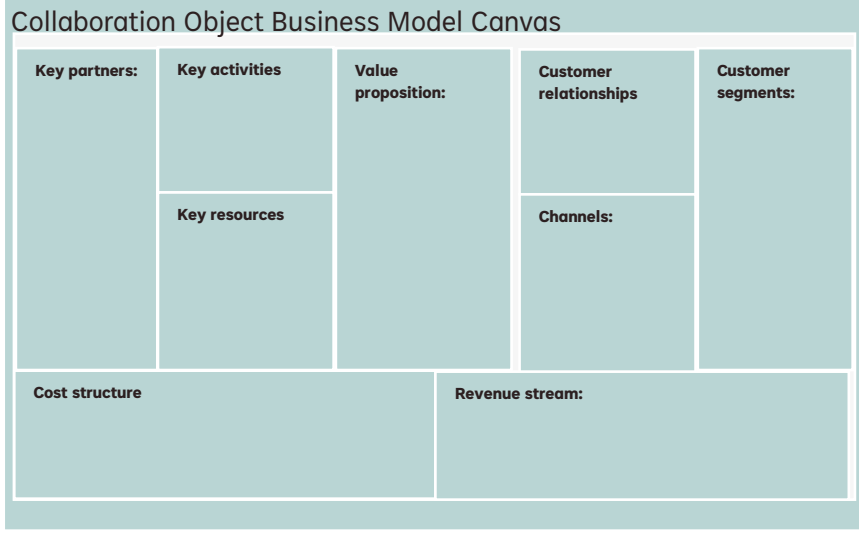 Collaboration Object Business Model Canvas
Key partners:
Key activities
Key resources
Value
proposition:
Customer
relationships
Channels:
Customer
segments:
Cost structure
Revenue stream: